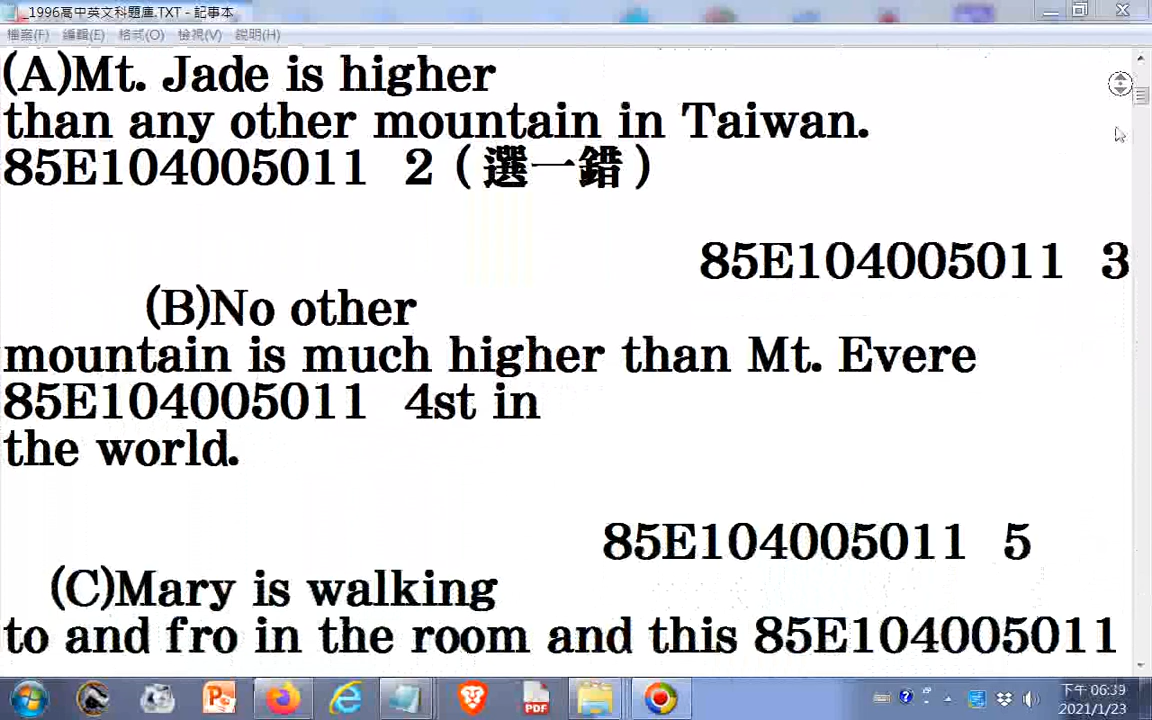 _1996高中英文科題庫.TXT - 記事本
檔案(F) 編輯(E) 格式(O) 檢視(V) 說明(H)
(A)Mt. Jade is higher
than any other mountain in Taiwan.
85E104005011 2（選一錯）
85E104005011 3
(B)No other
mountain is much higher than Mt. Evere
85E104005011 4st in
the world.
85E104005011 5
(C)Mary is walking
to and fro in the room and this 85E104005011
PDF
下午 06:39
2021/1/23